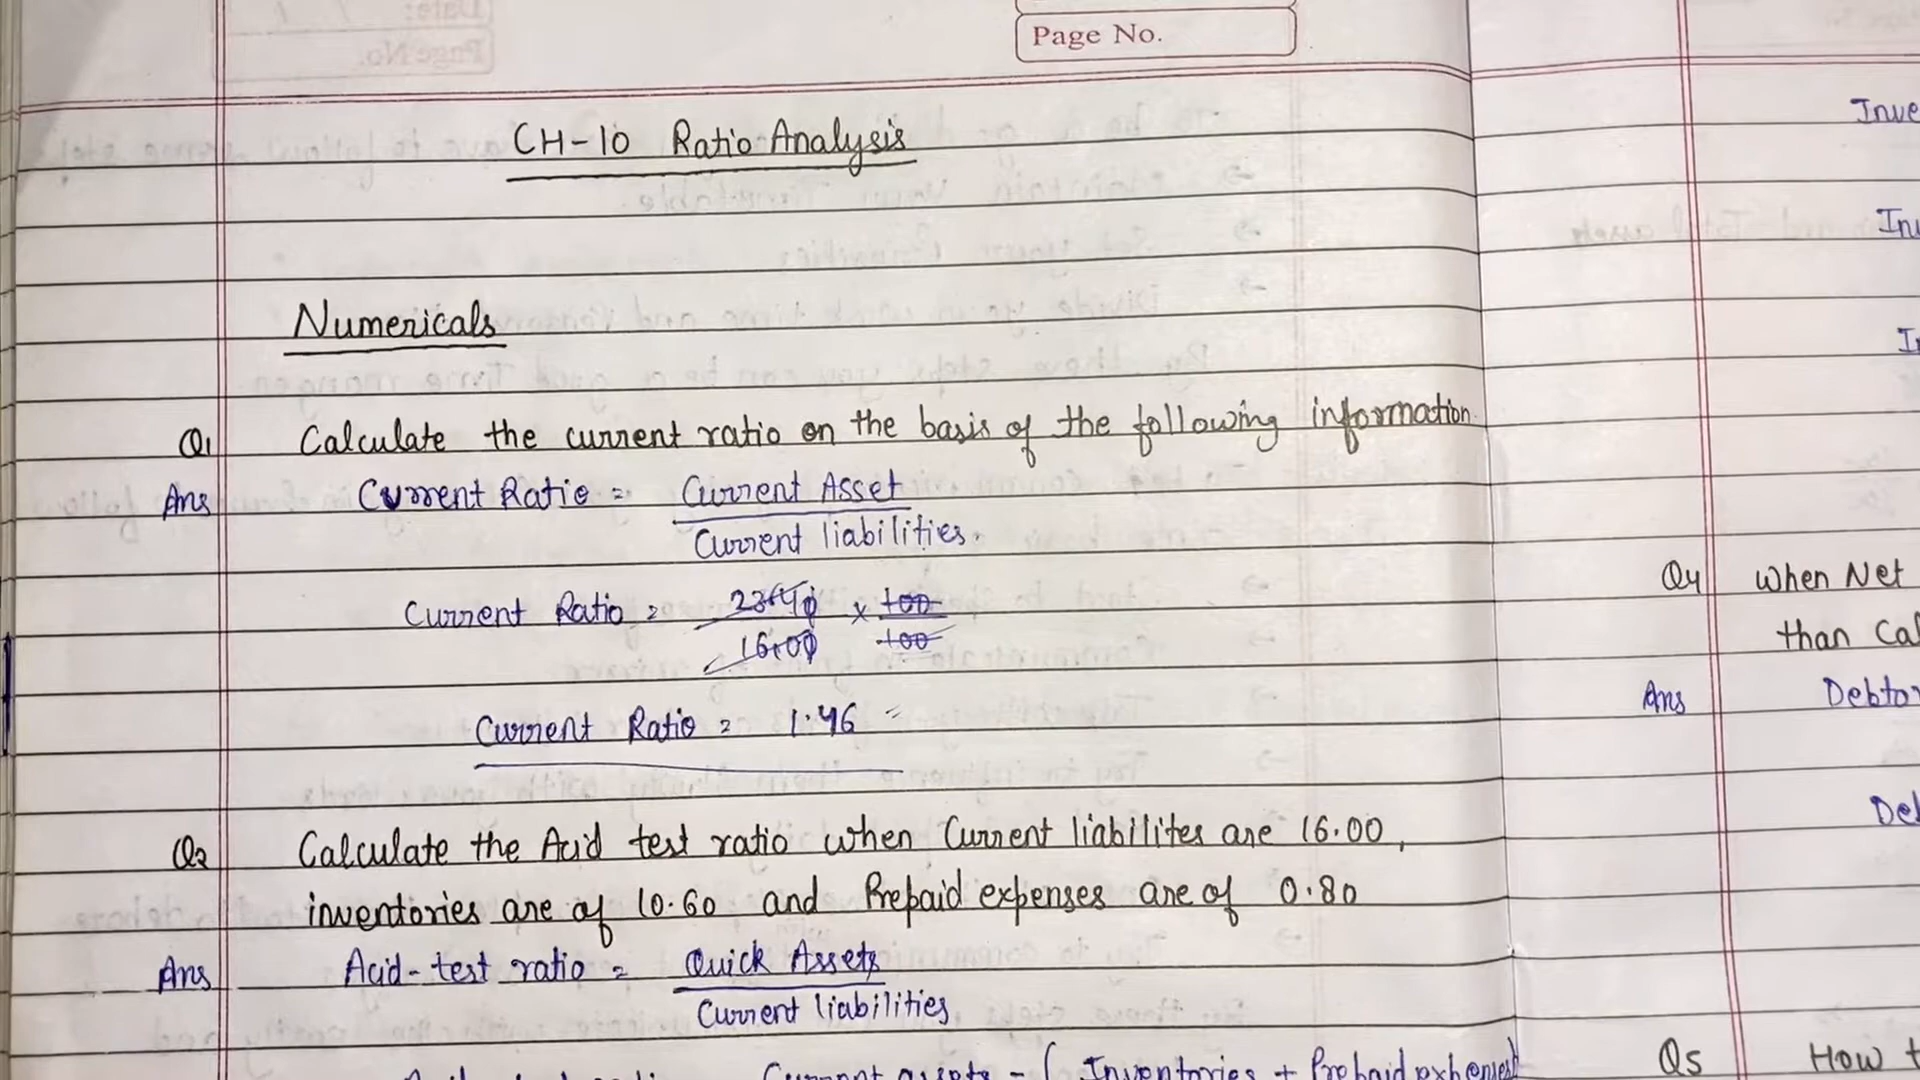 Page No.
CH-10 Ratio Analysis
Numericals
Q1 Calculate the current ratio on the basis of the following information.
Ans Current Ratio = Current Asset
Current liabilities.
Current Ratio = 23.40 x 100
16.00 100
Current Ratio = 1.46
Q2 Calculate the Acid test ratio when Current liabilites are 16.00,
inventories are of 10.60 and Prepaid expenses are of 0.80
Ans Acid-test ratio = Quick Assets
Current liabilities
Current assets - ( Inventories + Prepaid expenses)
Q4 When Net
than
Ans
Q5 How